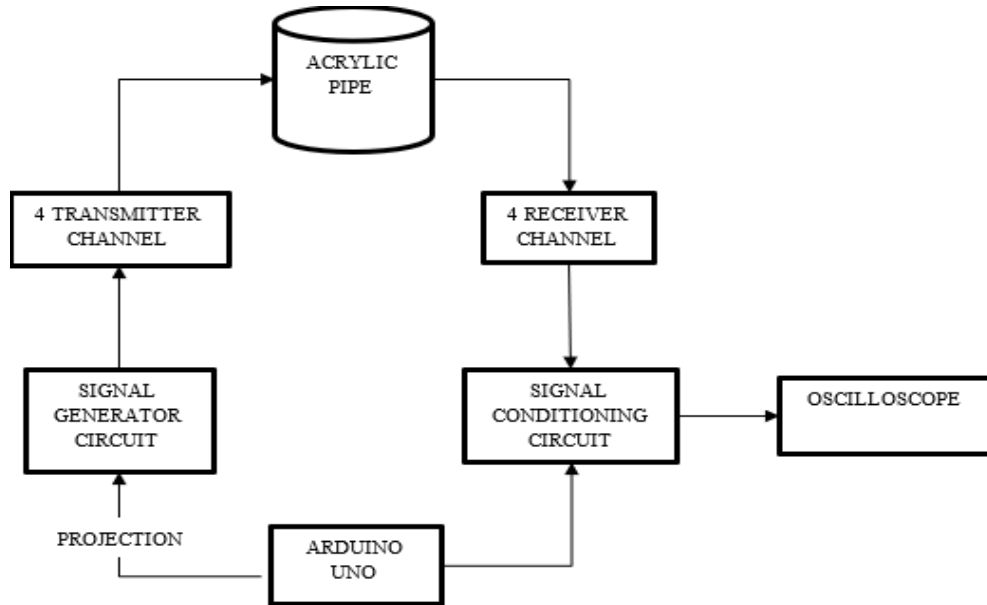 ACRYLIC
PIPE
4 TRANSMITTER
CHANNEL
4 RECEIVER
CHANNEL
SIGNAL
GENERATOR
CIRCUIT
SIGNAL
CONDITIONING
CIRCUIT
OSCILLOSCOPE
PROJECTION
ARDUINO
UNO